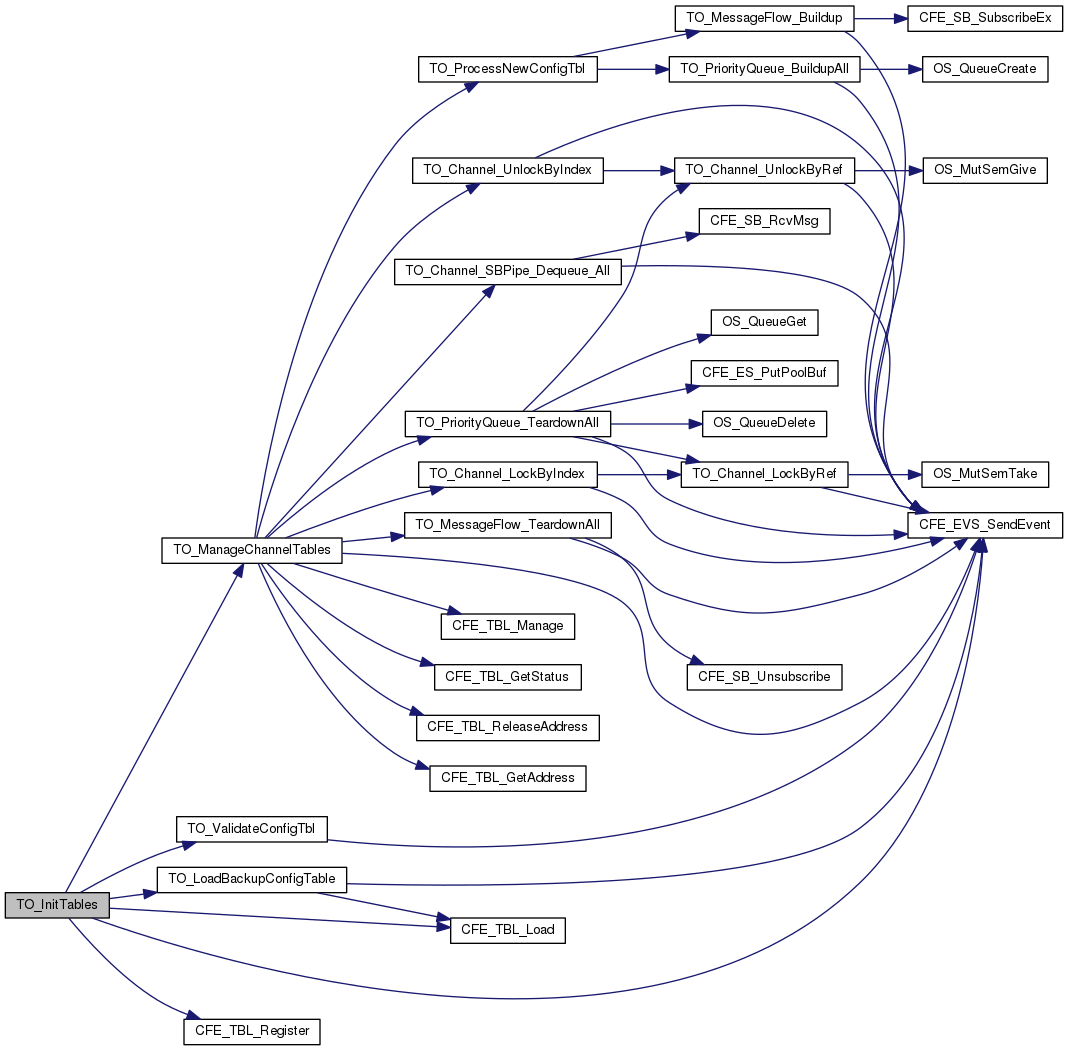 TO_MessageFlow_Buildup
CFE_SB_SubscribeEx
TO_ProcessNewConfigTbl
TO_PriorityQueue_BuildupAll
OS_QueueCreate
TO_Channel_UnlockByIndex
TO_Channel_UnlockByRef
OS_MutSemGive
CFE_SB_RcvMsg
TO_Channel_SBPipe_Dequeue_All
OS_QueueGet
CFE_ES_PutPoolBuf
TO_PriorityQueue_TeardownAll
OS_QueueDelete
TO_Channel_LockByIndex
TO_Channel_LockByRef
OS_MutSemTake
TO_MessageFlow_TeardownAll
CFE_EVS_SendEvent
TO_ManageChannelTables
CFE_TBL_Manage
CFE_TBL_GetStatus
CFE_SB_Unsubscribe
CFE_TBL_ReleaseAddress
CFE_TBL_GetAddress
TO_ValidateConfigTbl
TO_LoadBackupConfigTable
TO_InitTables
CFE_TBL_Load
CFE_TBL_Register